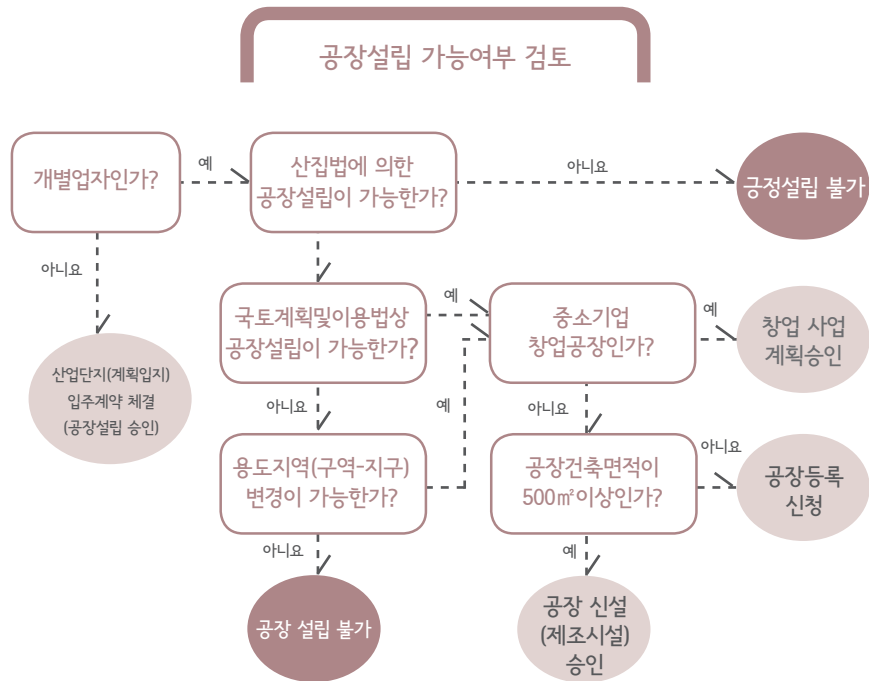 공장설립 가능여부 검토
개별업자인가?
예
산집법에 의한
공장설립이 가능한가?
아니요
긍정설립 불가
아니요
산업단지(계획입지)
입주계약 체결
(공장설립 승인)
국토계획및이용법상
공장설립이 가능한가?
예
중소기업
창업공장인가?
예
창업 사업
계획승인
아니요
예
아니요
용도지역(구역-지구)
변경이 가능한가?
공장건축면적이
500㎡이상인가?
아니요
공장등록
신청
아니요
공장 설립 불가
예
공장 신설
(제조시설)
승인